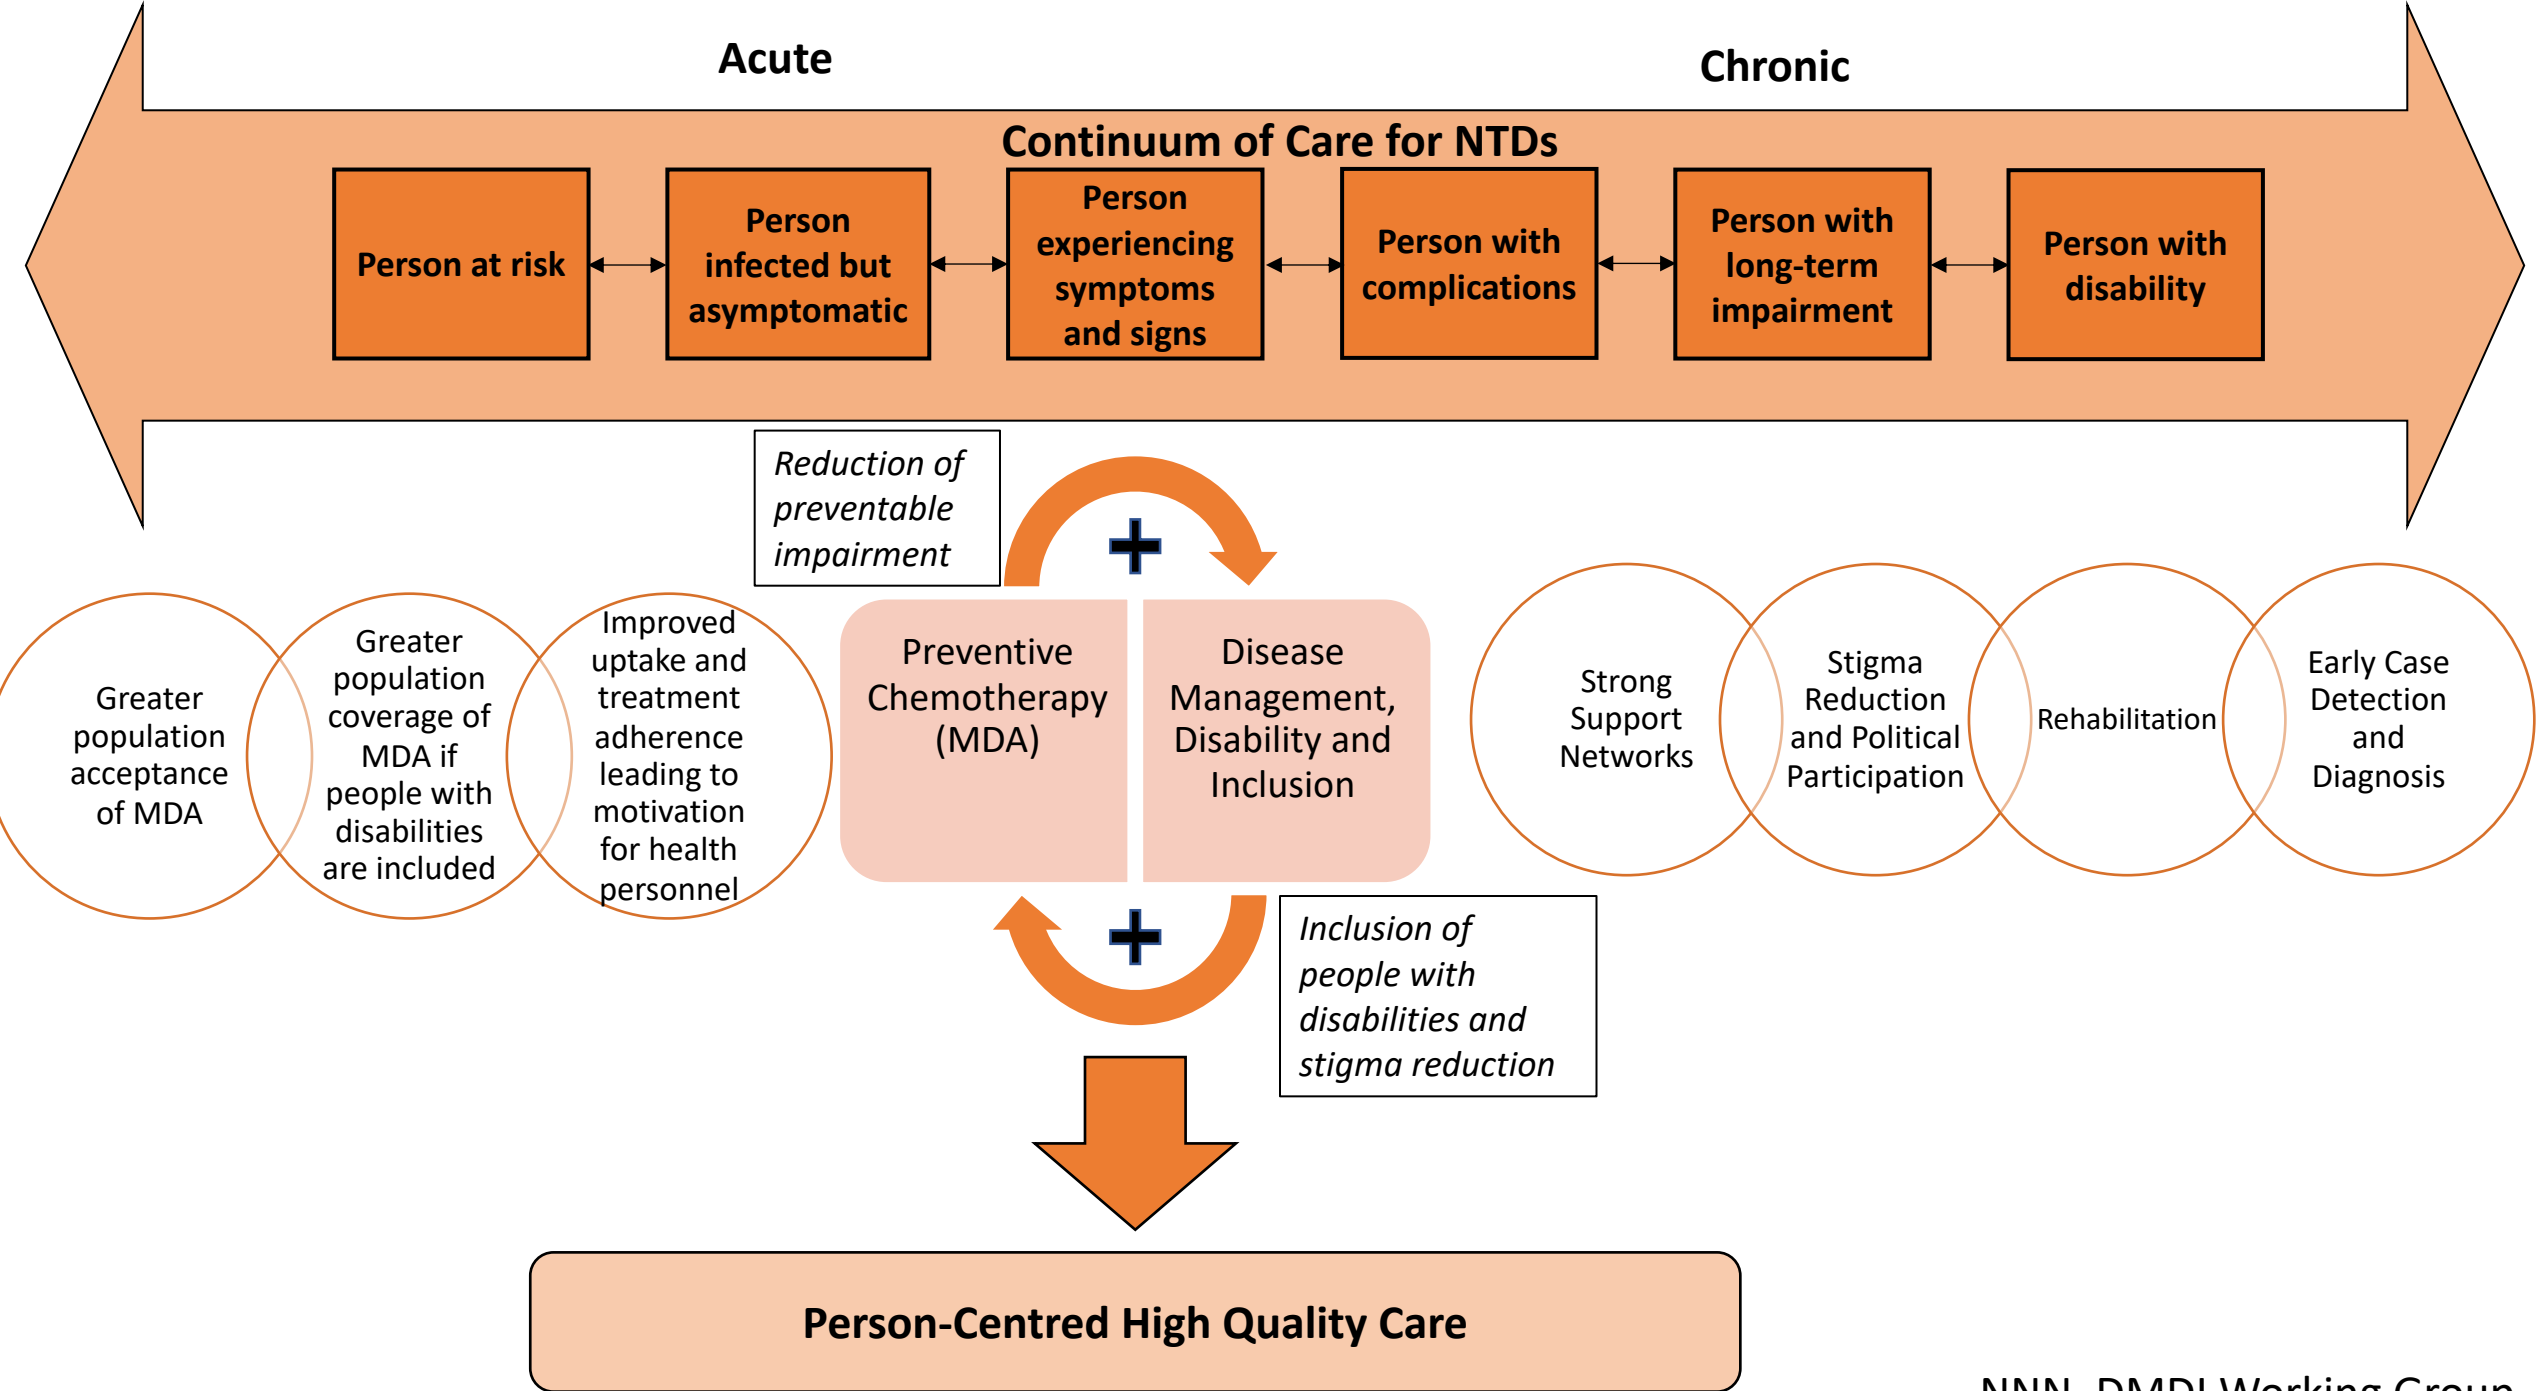 Acute
Chronic
Continuum of Care for NTDs
Person at risk
Person
infected but
asymptomatic
Person
experiencing
symptoms
and signs
Person with
complications
Person with
long-term
impairment
Person with
disability
Reduction of
preventable
impairment
Greater
population
acceptance
of MDA
Greater
population
coverage of
MDA if
people with
disabilities
are included
Improved
uptake and
treatment
adherence
leading to
motivation
for health
personnel
Preventive
Chemotherapy
(MDA)
Disease
Management,
Disability and
Inclusion
Strong
Support
Networks
Stigma
Reduction
and Political
Participation
Rehabilitation
Early Case
Detection
and
Diagnosis
Inclusion of
people with
disabilities and
stigma reduction
Person-Centred High Quality Care
NNN DMDI Working Group